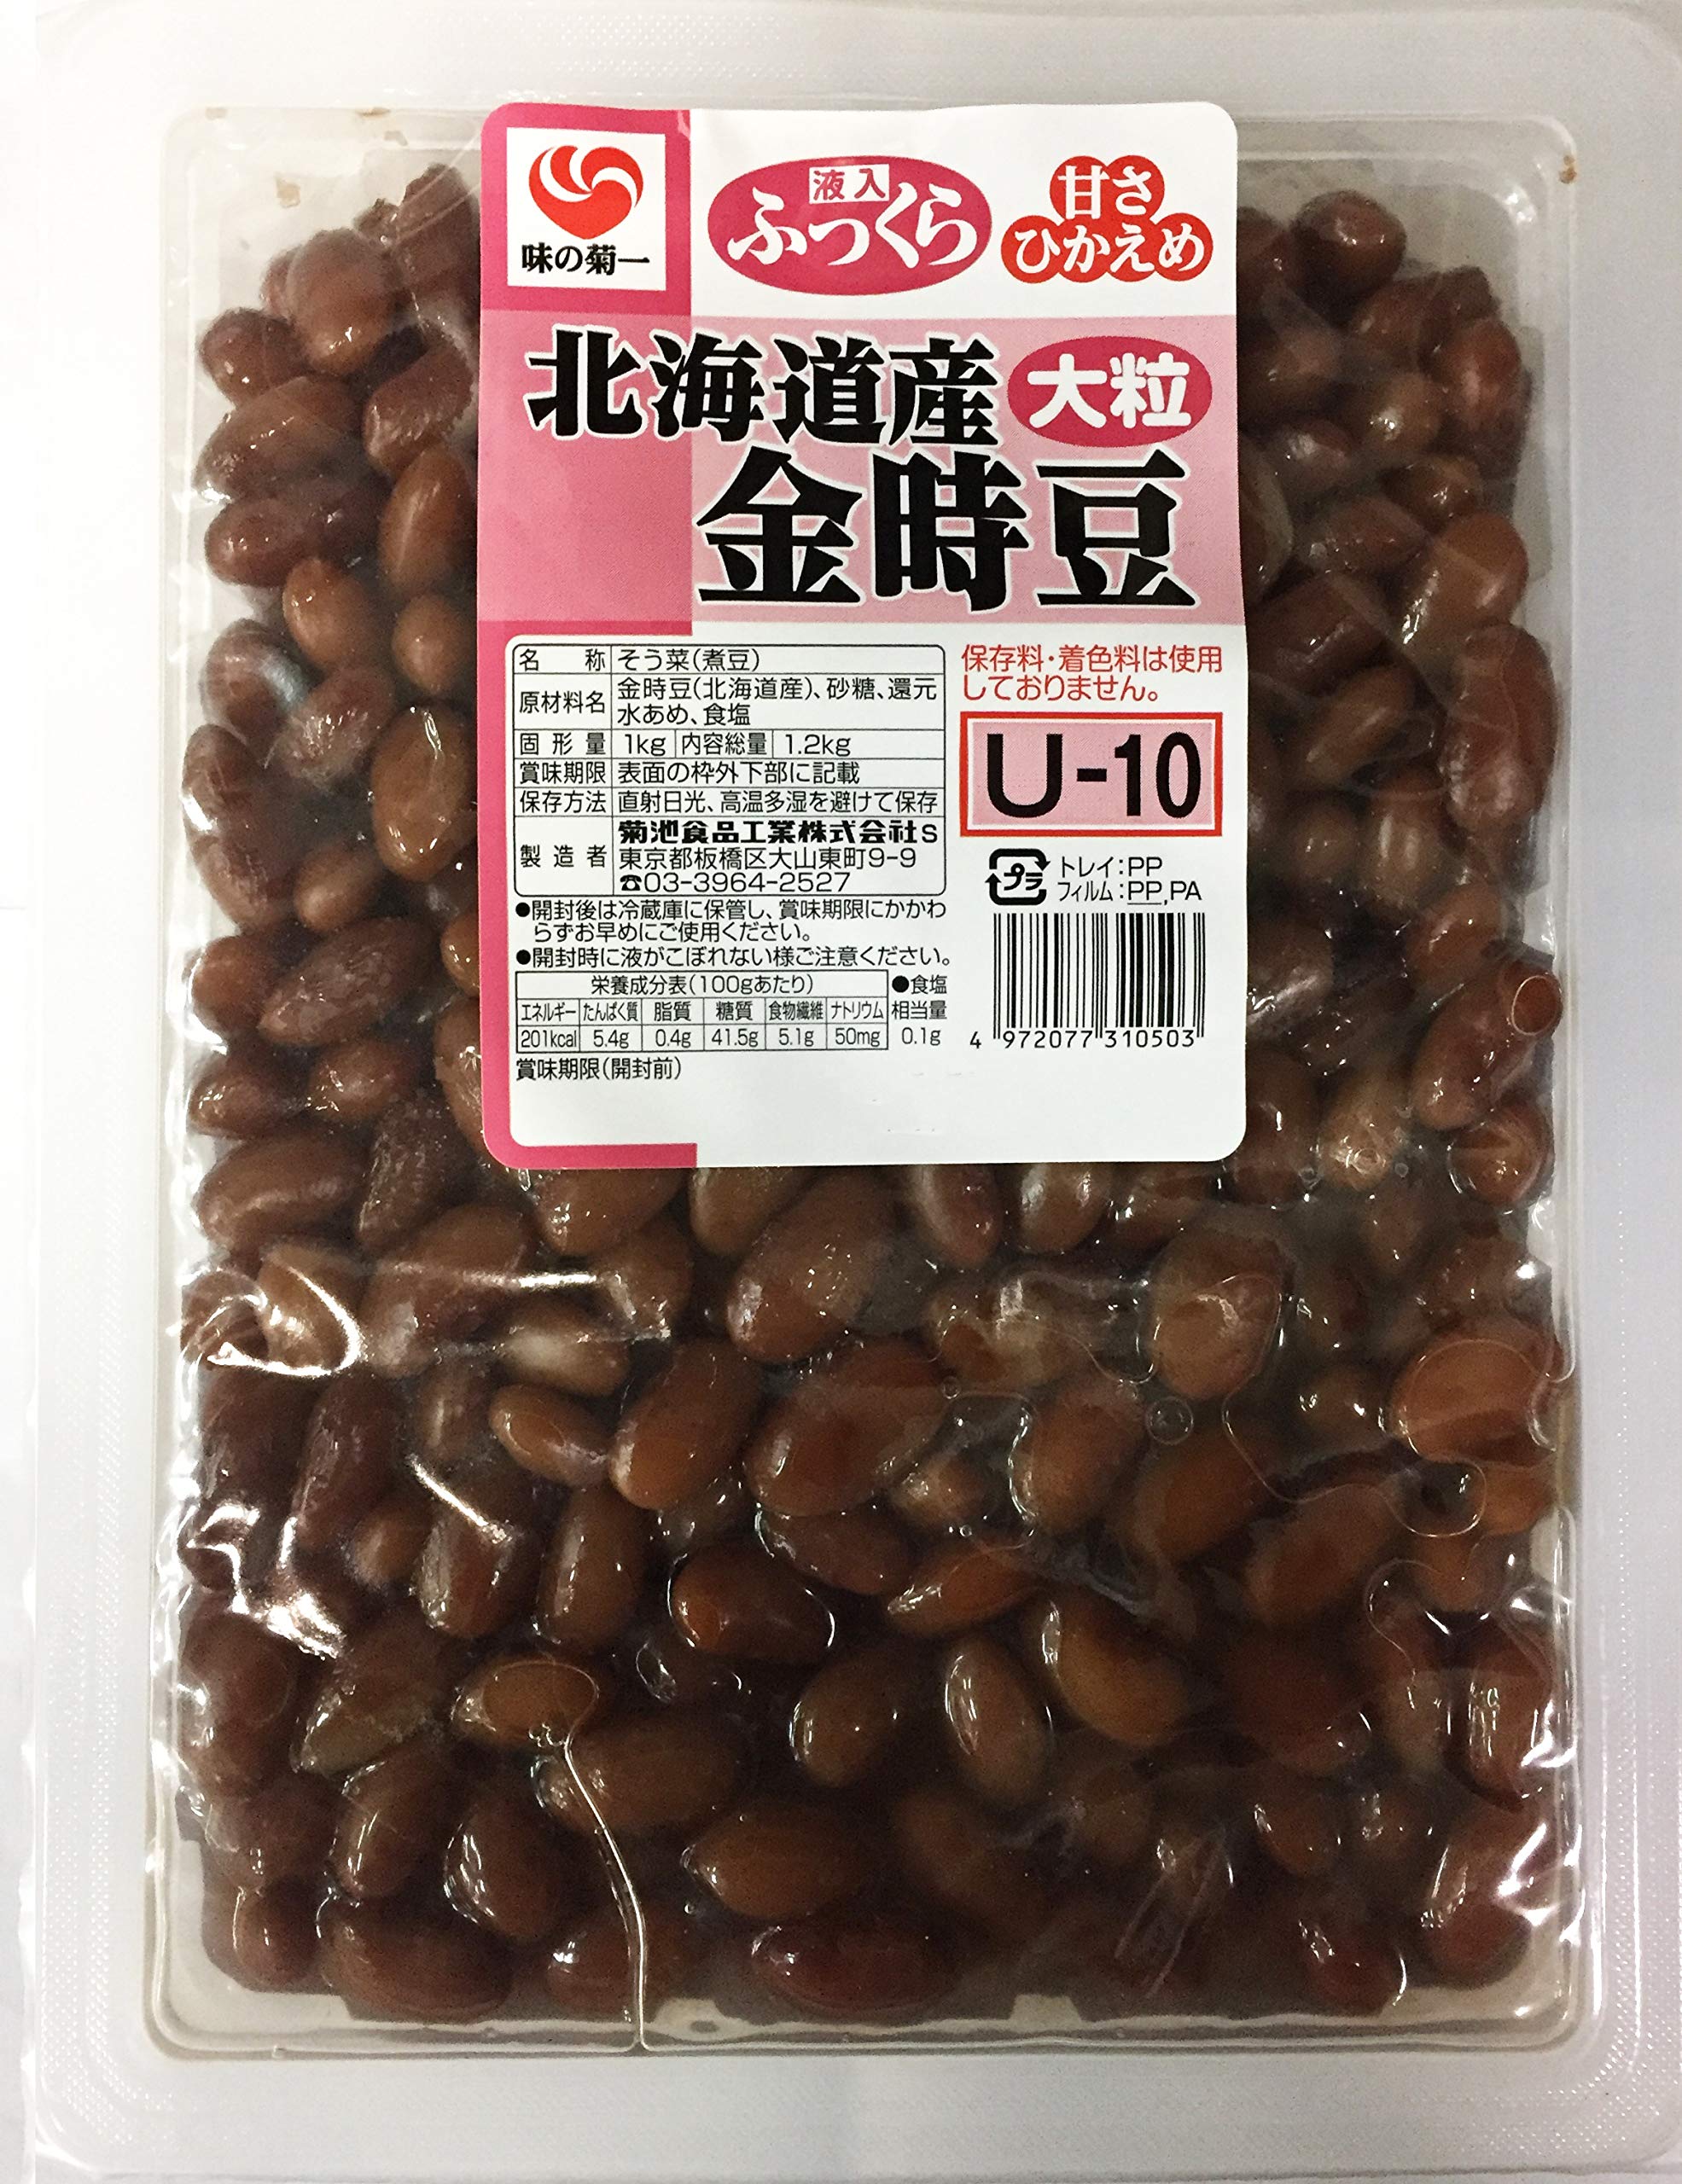 味の菊一
液入
ふっくら
甘さ
ひかえめ
北海道産 大粒
金時豆
名 称 そう菜(煮豆)
原材料名 金時豆(北海道産)、砂糖、還元
水あめ、食塩
固形量 1kg 内容総量 1.2kg
賞味期限 表面の枠外下部に記載
保存方法 直射日光、高温多湿を避けて保存
製造者 菊池食品工業株式会社S
東京都板橋区大山東町9-9
☎03-3964-2527
保存料・着色料は使用
しておりません。
U-10
プラ
トレイ:PP
フィルム:PP,PA
●開封後は冷蔵庫に保管し、賞味期限にかかわ
らずお早めにご使用ください。
●開封時に液がこぼれない様ご注意ください。
栄養成分表(100gあたり) ●食塩
エネルギー たんぱく質 脂質 糖質 食物繊維 ナトリウム 相当量
201kcal 5.4g 0.4g 41.5g 5.1g 50mg 0.1g
4 972077 310503
賞味期限(開封前)